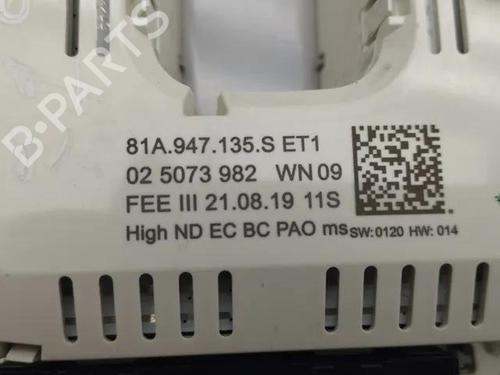 B-PARTS
81A.947.135.S ET1
02 5073 982 WN 09
FEE III 21.08.19 11S
High ND EC BC PAO ms SW:0120 HW: 014